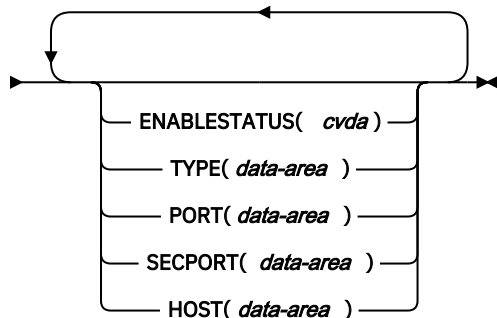 ENABLESTATUS( cvda )
TYPE( data-area )
PORT( data-area )
SECPORT( data-area )
HOST( data-area )